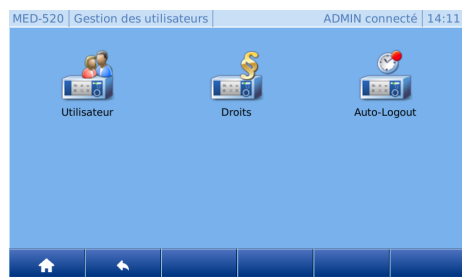 MED-520 Gestion des utilisateurs ADMIN connecté 14:11
Utilisateur Droits Auto-Logout